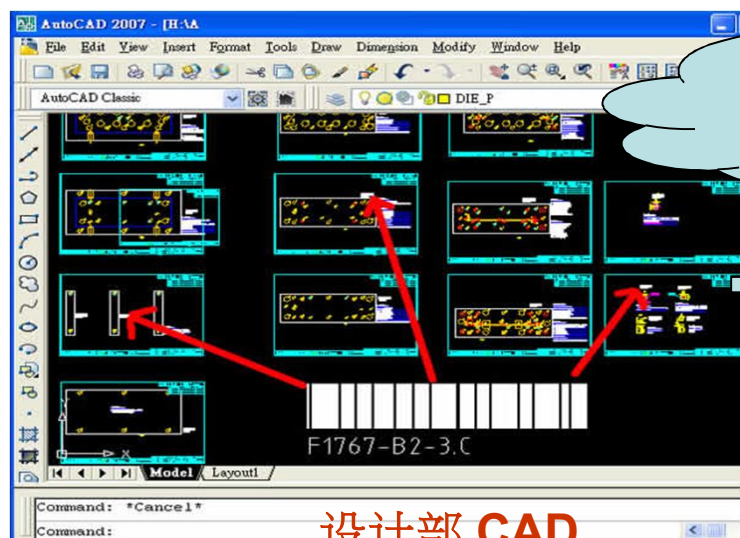 AutoCAD 2007 - [H:\A
File Edit View Insert Format Tools Draw Dimension Modify Window Help
AutoCAD Classic
DIE_P
F1767-B2-3.C
X
Model Layout1
Command: *Cancel*
Command:
设计部 CAD